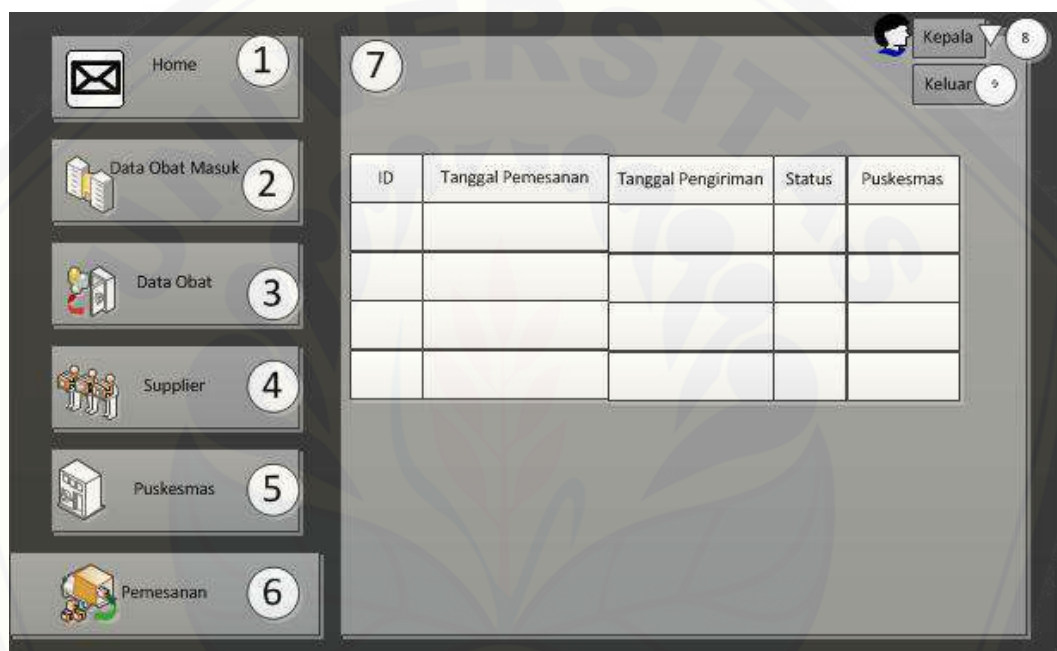 Home 1
Data Obat Masuk 2
Data Obat 3
Supplier 4
Puskesmas 5
Pemesanan 6
7
Kepala 8
Keluar 9
ID Tanggal Pemesanan Tanggal Pengiriman Status Puskesmas
UNIVERSITAS